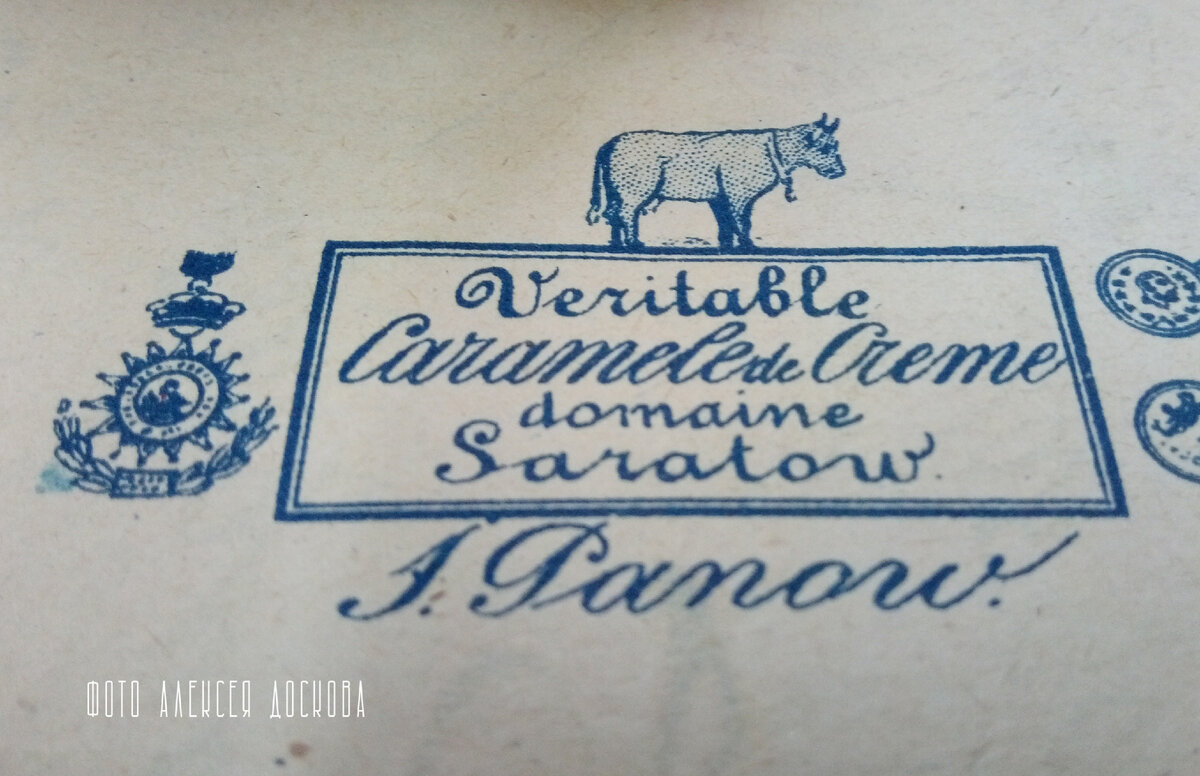 Veritable
Caramele de Creme
domaine
Saratow.
J. Panow.
ФОТО АЛЕКСЕЯ ДОСКОВА